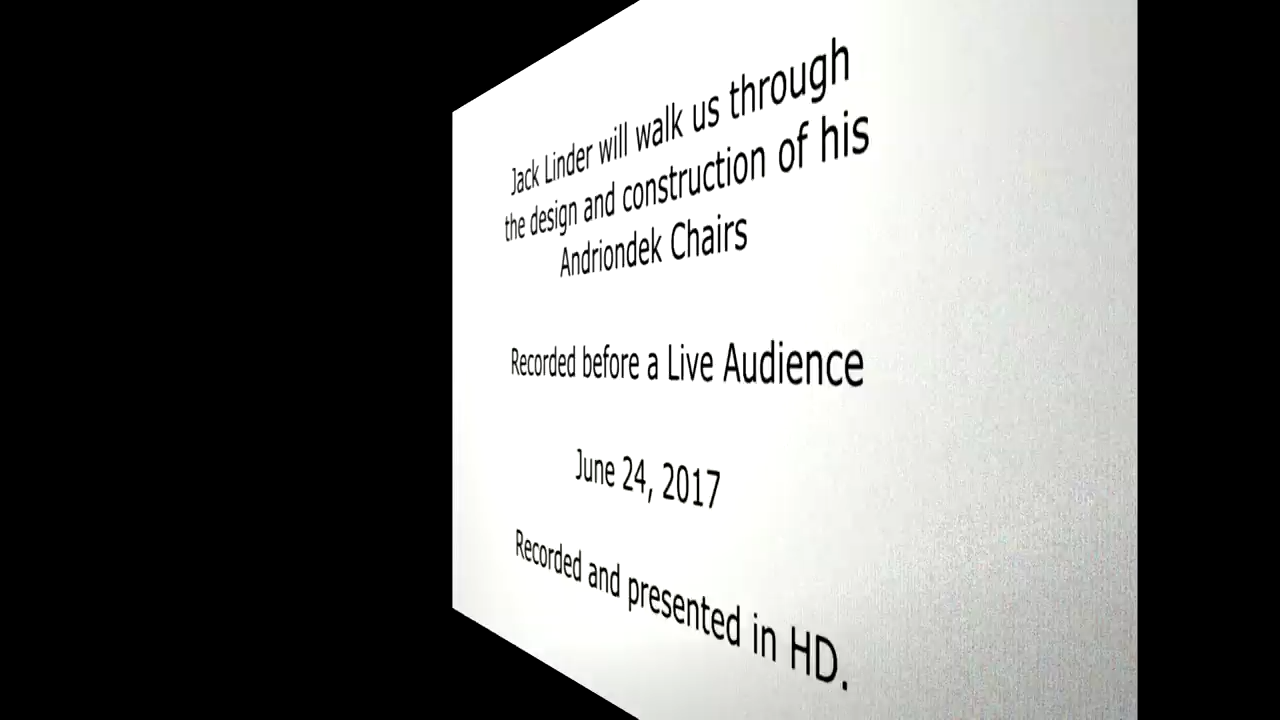 Jack Linder will walk us through
the design and construction of his
Andriondek Chairs
Recorded before a Live Audience
June 24, 2017
Recorded and presented in HD.